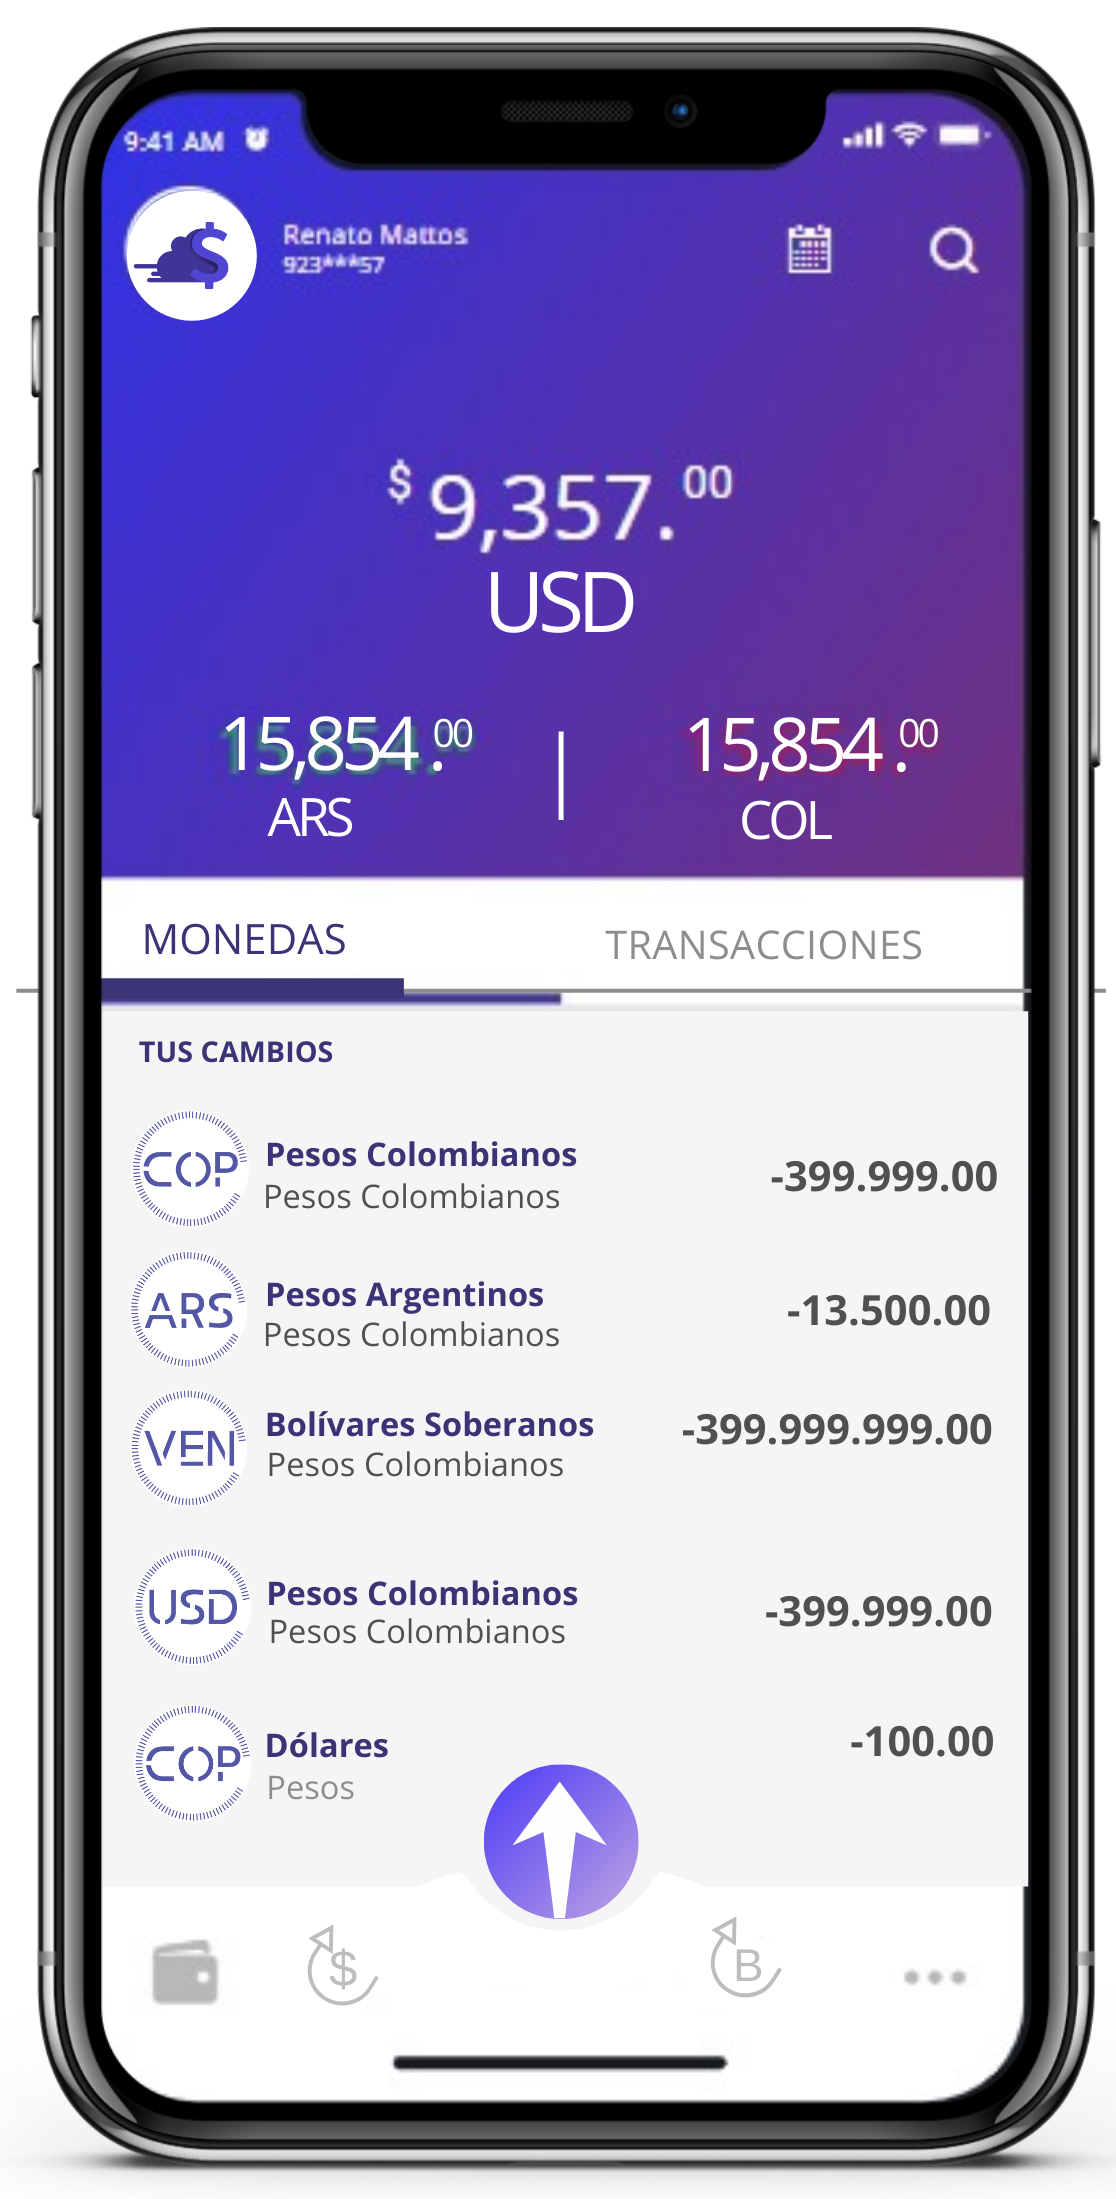 9:41 AM
Renato Mattos
923***57
$ 9,357.00
USD
15,854.00
ARS
15,854.00
COL
MONEDAS
TRANSACCIONES
TUS CAMBIOS
COP
Pesos Colombianos
Pesos Colombianos
-399.999.00
ARS
Pesos Argentinos
Pesos Colombianos
-13.500.00
VEN
Bolívares Soberanos
Pesos Colombianos
-399.999.999.00
USD
Pesos Colombianos
Pesos Colombianos
-399.999.00
COP
Dólares
Pesos
-100.00
$
B